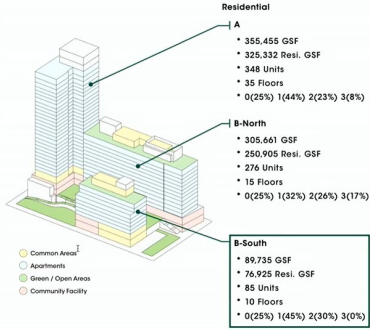 Residential
A
• 355,455 GSF
• 325,332 Resi. GSF
• 348 Units
• 35 Floors
• 0(25%) 1(44%) 2(23%) 3(8%)
B-North
• 305,661 GSF
• 250,905 Resi. GSF
• 276 Units
• 15 Floors
• 0(25%) 1(32%) 2(26%) 3(17%)
B-South
• 89,735 GSF
• 76,925 Resi. GSF
• 85 Units
• 10 Floors
• 0(25%) 1(45%) 2(30%) 3(0%)
Common Areas
Apartments
Green / Open Areas
Community Facility